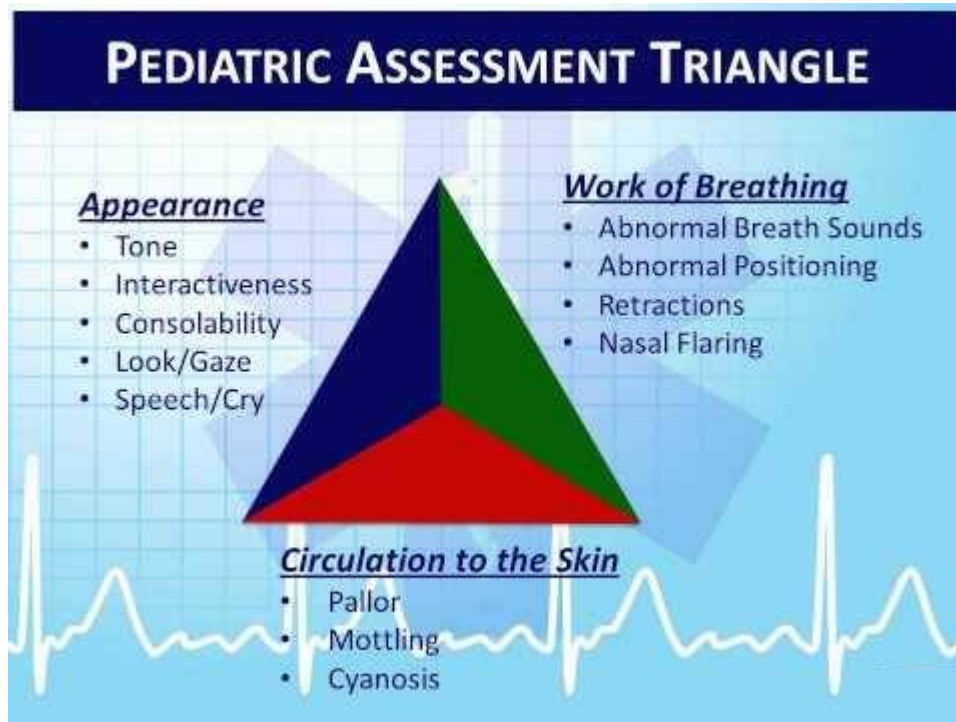 PEDIATRIC ASSESSMENT TRIANGLE
Appearance
• Tone
• Interactiveness
• Consolability
• Look/Gaze
• Speech/Cry
Work of Breathing
• Abnormal Breath Sounds
• Abnormal Positioning
• Retractions
• Nasal Flaring
Circulation to the Skin
• Pallor
• Mottling
• Cyanosis